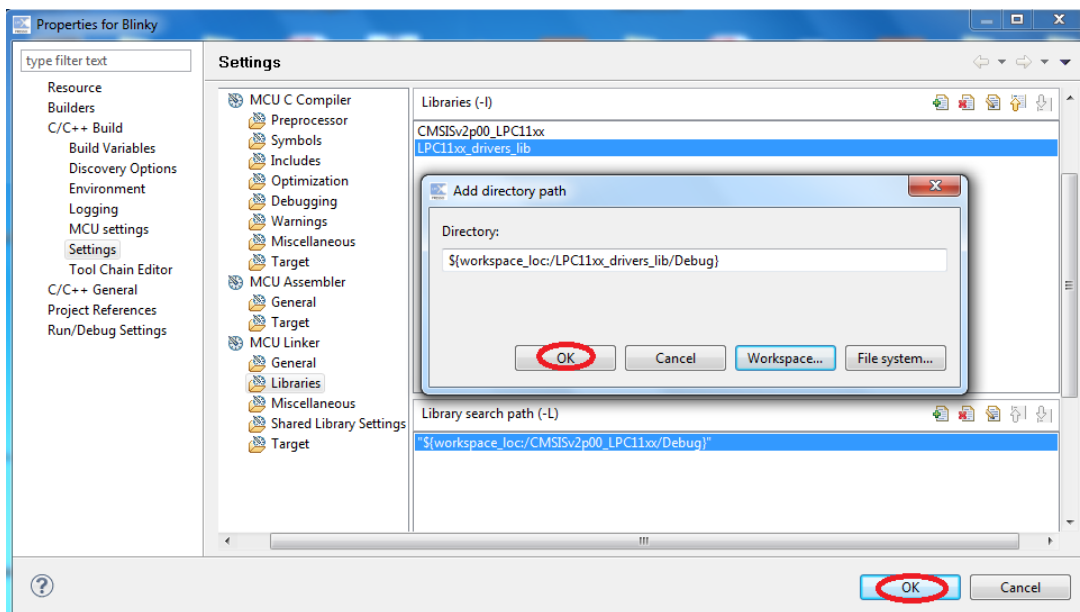 Properties for Blinky
type filter text
Resource
Builders
C/C++ Build
Build Variables
Discovery Options
Environment
Logging
MCU settings
Settings
Tool Chain Editor
C/C++ General
Project References
Run/Debug Settings
Settings
MCU C Compiler
Preprocessor
Symbols
Includes
Optimization
Debugging
Warnings
Miscellaneous
Target
MCU Assembler
General
Target
MCU Linker
General
Libraries
Miscellaneous
Shared Library Settings
Target
Libraries (-l)
CMSISv2p00_LPC11xx
LPC11xx_drivers_lib
Add directory path
Directory:
${workspace_loc:/LPC11xx_drivers_lib/Debug}
OK Cancel Workspace... File system...
Library search path (-L)
"${workspace_loc:/CMSISv2p00_LPC11xx/Debug}"
OK Cancel